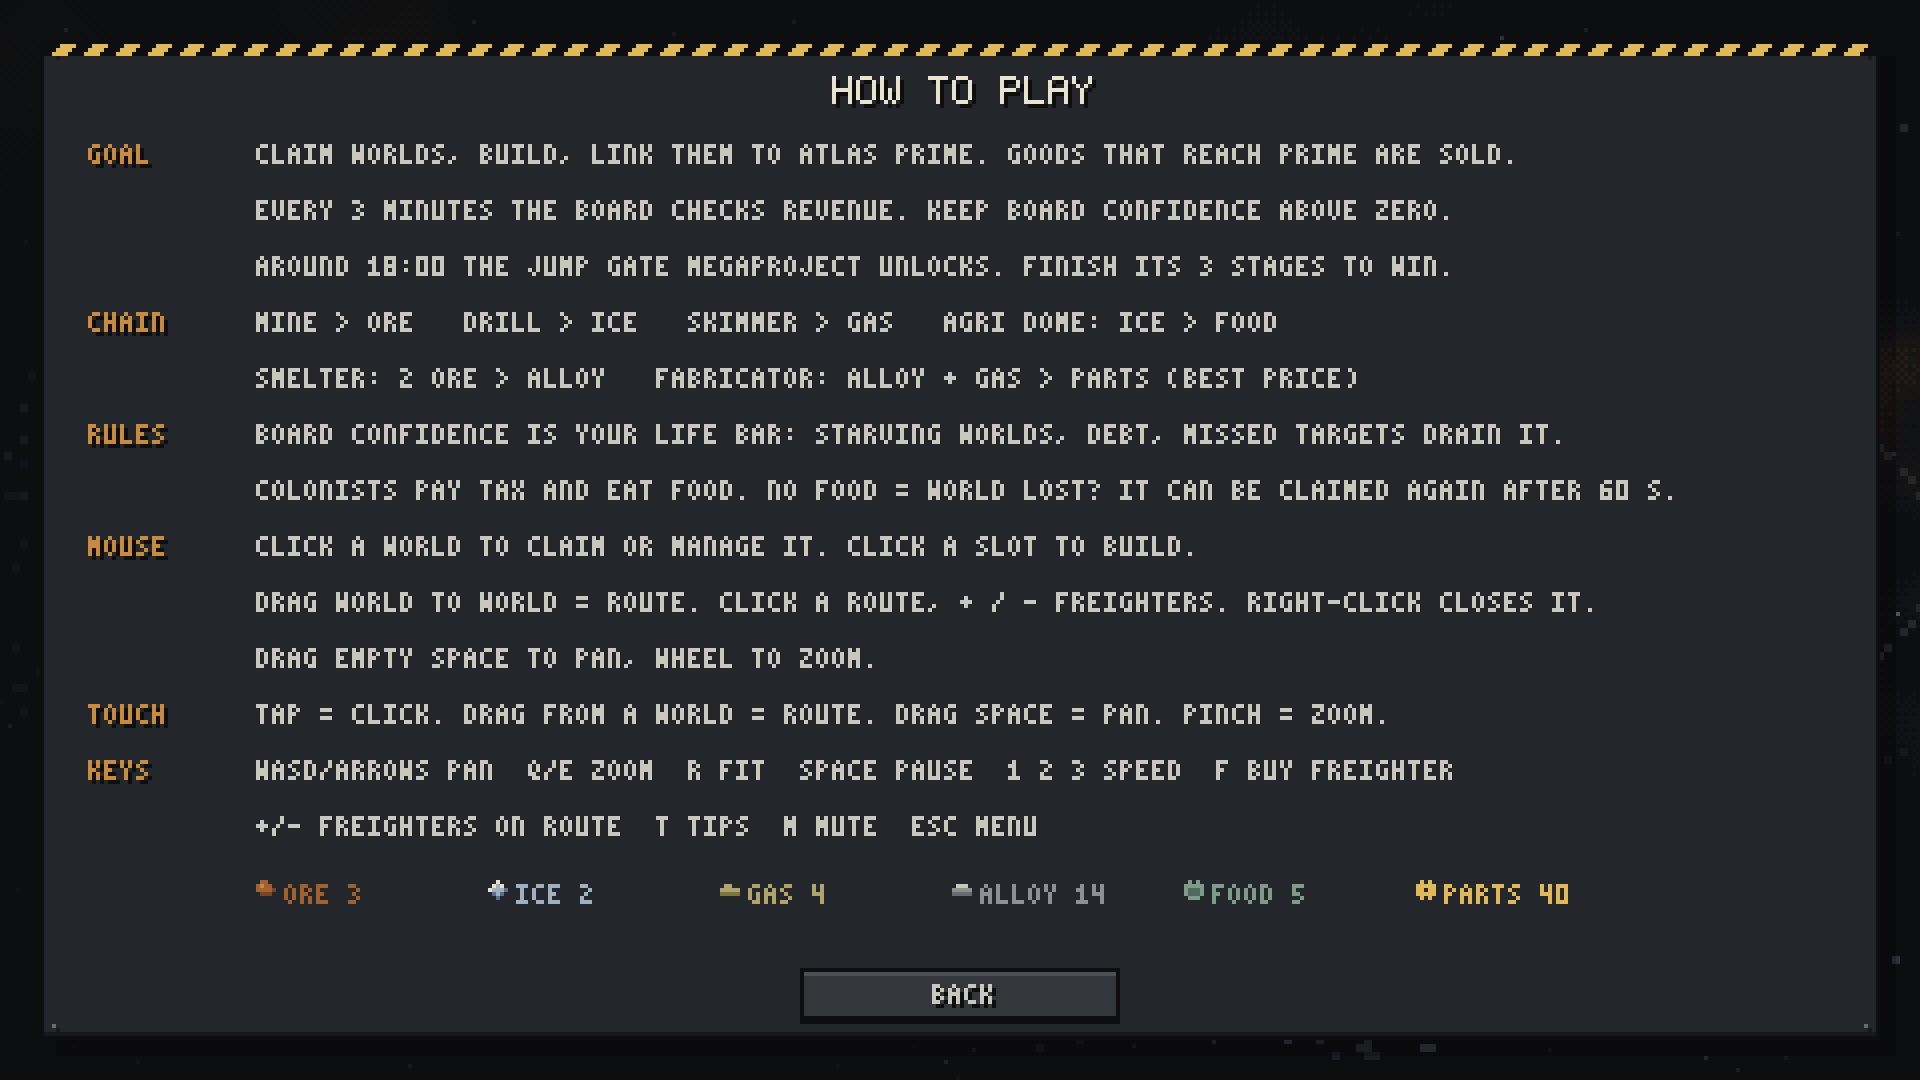 HOW TO PLAY
GOAL CLAIM WORLDS, BUILD, LINK THEM TO ATLAS PRIME. GOODS THAT REACH PRIME ARE SOLD.
EVERY 3 MINUTES THE BOARD CHECKS REVENUE. KEEP BOARD CONFIDENCE ABOVE ZERO.
AROUND 18:00 THE JUMP GATE MEGAPROJECT UNLOCKS. FINISH ITS 3 STAGES TO WIN.
CHAIN MINE > ORE DRILL > ICE SKIMMER > GAS AGRI DOME: ICE > FOOD
SMELTER: 2 ORE > ALLOY FABRICATOR: ALLOY + GAS > PARTS (BEST PRICE)
RULES BOARD CONFIDENCE IS YOUR LIFE BAR: STARVING WORLDS, DEBT, MISSED TARGETS DRAIN IT.
COLONISTS PAY TAX AND EAT FOOD. NO FOOD = WORLD LOST? IT CAN BE CLAIMED AGAIN AFTER 60 S.
MOUSE CLICK A WORLD TO CLAIM OR MANAGE IT. CLICK A SLOT TO BUILD.
DRAG WORLD TO WORLD = ROUTE. CLICK A ROUTE, + / - FREIGHTERS. RIGHT-CLICK CLOSES IT.
DRAG EMPTY SPACE TO PAN, WHEEL TO ZOOM.
TOUCH TAP = CLICK. DRAG FROM A WORLD = ROUTE. DRAG SPACE = PAN. PINCH = ZOOM.
KEYS WASD/ARROWS PAN Q/E ZOOM R FIT SPACE PAUSE 1 2 3 SPEED F BUY FREIGHTER
+/- FREIGHTERS ON ROUTE T TIPS M MUTE ESC MENU
ORE 3 ICE 2 GAS 4 ALLOY 14 FOOD 5 PARTS 40
BACK